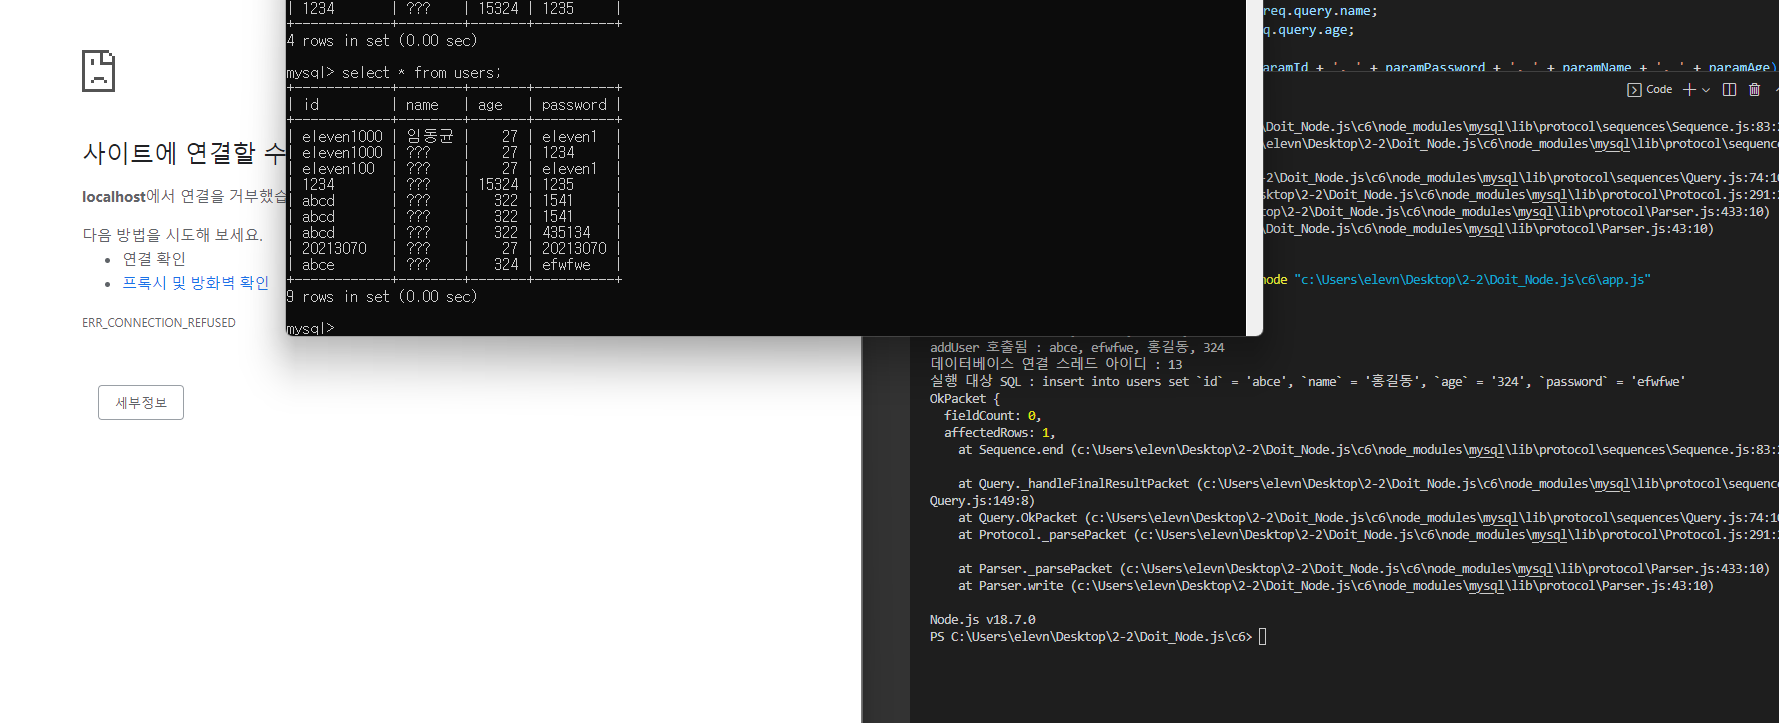 사이트에 연결할 수
localhost에서 연결을 거부했습
다음 방법을 시도해 보세요.
• 연결 확인
• 프록시 및 방화벽 확인
ERR_CONNECTION_REFUSED
세부정보
| 1234       | ???    | 15324 | 1235     |
+------------+--------+-------+----------+
4 rows in set (0.00 sec)
mysql> select * from users;
+------------+--------+-------+----------+
| id         | name   | age   | password |
+------------+--------+-------+----------+
| eleven1000 | 임동균 |    27 | eleven1  |
| eleven1000 | ???    |    27 | 1234     |
| eleven100  | ???    |    27 | eleven1  |
| 1234       | ???    | 15324 | 1235     |
| abcd       | ???    |   322 | 1541     |
| abcd       | ???    |   322 | 1541     |
| abcd       | ???    |   322 | 435134   |
| 20213070   | ???    |    27 | 20213070 |
| abce       | ???    |   324 | efwfwe   |
+------------+--------+-------+----------+
9 rows in set (0.00 sec)
mysql>
req.query.name;
q.query.age;
aramId + ', ' + paramPassword + ', ' + paramName + ', ' + paramAge)
Code
\Doit_Node.js\c6\node_modules\mysql\lib\protocol\sequences\Sequence.js:83:
elevn\Desktop\2-2\Doit_Node.js\c6\node_modules\mysql\lib\protocol\sequenc
-2\Doit_Node.js\c6\node_modules\mysql\lib\protocol\sequences\Query.js:74:10
sktop\2-2\Doit_Node.js\c6\node_modules\mysql\lib\protocol\Protocol.js:291:
top\2-2\Doit_Node.js\c6\node_modules\mysql\lib\protocol\Parser.js:433:10)
\Doit_Node.js\c6\node_modules\mysql\lib\protocol\Parser.js:43:10)
node "c:\Users\elevn\Desktop\2-2\Doit_Node.js\c6\app.js"
addUser 호출됨 : abce, efwfwe, 홍길동, 324
데이터베이스 연결 스레드 아이디 : 13
실행 대상 SQL : insert into users set `id` = 'abce', `name` = '홍길동', `age` = '324', `password` = 'efwfwe'
OkPacket {
  fieldCount: 0,
  affectedRows: 1,
    at Sequence.end (c:\Users\elevn\Desktop\2-2\Doit_Node.js\c6\node_modules\mysql\lib\protocol\sequences\Sequence.js:83:
    at Query._handleFinalResultPacket (c:\Users\elevn\Desktop\2-2\Doit_Node.js\c6\node_modules\mysql\lib\protocol\sequenc
Query.js:149:8)
    at Query.OkPacket (c:\Users\elevn\Desktop\2-2\Doit_Node.js\c6\node_modules\mysql\lib\protocol\sequences\Query.js:74:10
    at Protocol._parsePacket (c:\Users\elevn\Desktop\2-2\Doit_Node.js\c6\node_modules\mysql\lib\protocol\Protocol.js:291:
    at Parser._parsePacket (c:\Users\elevn\Desktop\2-2\Doit_Node.js\c6\node_modules\mysql\lib\protocol\Parser.js:433:10)
    at Parser.write (c:\Users\elevn\Desktop\2-2\Doit_Node.js\c6\node_modules\mysql\lib\protocol\Parser.js:43:10)
Node.js v18.7.0
PS C:\Users\elevn\Desktop\2-2\Doit_Node.js\c6>